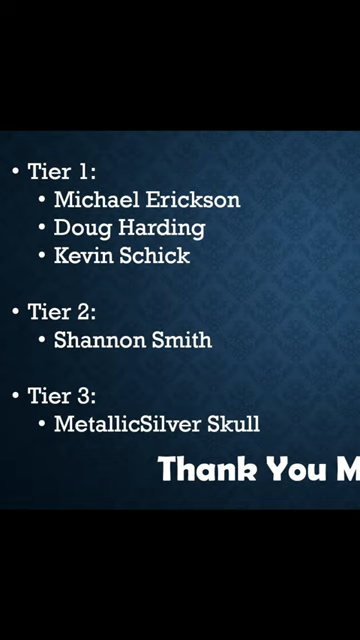 • Tier 1:
• Michael Erickson
• Doug Harding
• Kevin Schick
• Tier 2:
• Shannon Smith
• Tier 3:
• MetallicSilver Skull
Thank You M